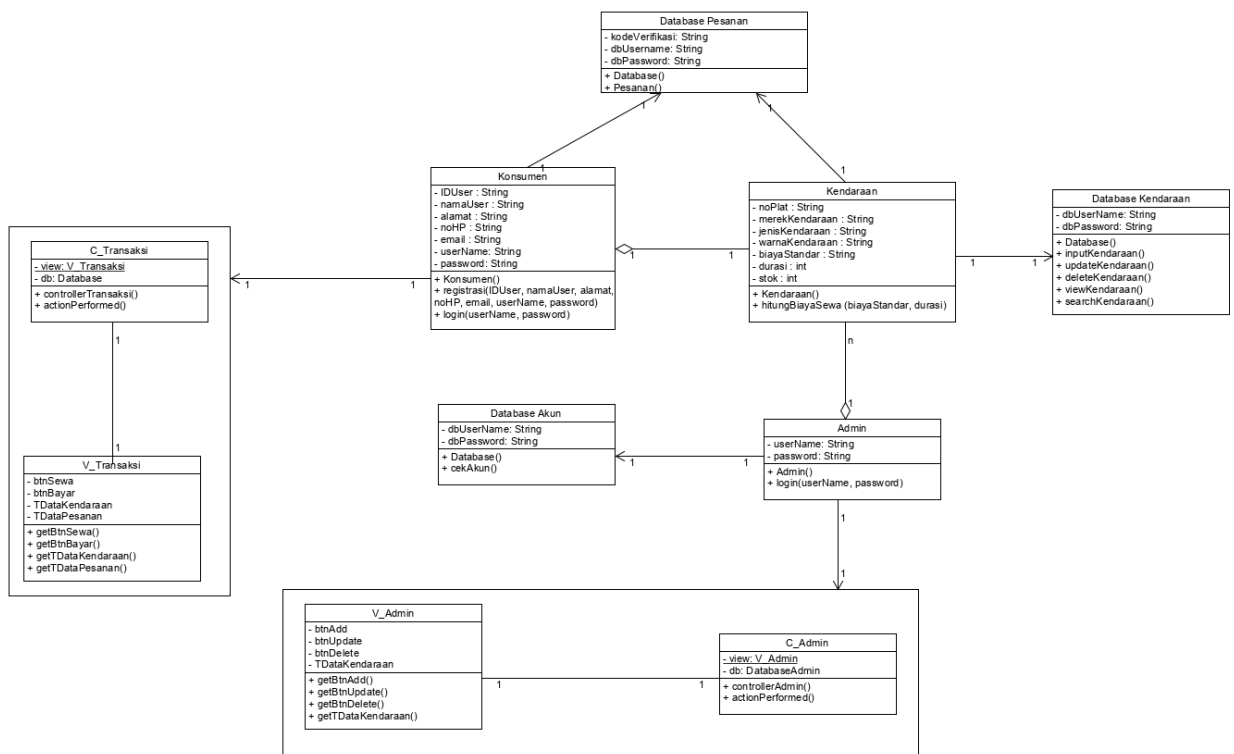 Database Pesanan
- kodeVerifikasi: String
- dbUsername: String
- dbPassword: String
+ Database()
+ Pesanan()
1
1
1
1
Konsumen
- IDUser : String
- namaUser : String
- alamat : String
- noHP : String
- email : String
- userName: String
- password: String
+ Konsumen()
+ registrasi(IDUser, namaUser, alamat,
noHP, email, userName, password)
+ login(userName, password)
1
1
Kendaraan
- noPlat : String
- merekKendaraan : String
- jenisKendaraan : String
- warnaKendaraan : String
- biayaStandar : String
- durasi : int
- stok : int
+ Kendaraan()
+ hitungBiayaSewa (biayaStandar, durasi)
1
1
Database Kendaraan
- dbUserName: String
- dbPassword: String
+ Database()
+ inputKendaraan()
+ updateKendaraan()
+ deleteKendaraan()
+ viewKendaraan()
+ searchKendaraan()
C_Transaksi
- view: V_Transaksi
- db: Database
+ controllerTransaksi()
+ actionPerformed()
1
1
1
1
V_Transaksi
- btnSewa
- btnBayar
- TDataKendaraan
- TDataPesanan
+ getBtnSewa()
+ getBtnBayar()
+ getTDataKendaraan()
+ getTDataPesanan()
n
1
Database Akun
- dbUserName: String
- dbPassword: String
+ Database()
+ cekAkun()
1
1
Admin
- userName: String
- password: String
+ Admin()
+ login(userName, password)
1
1
V_Admin
- btnAdd
- btnUpdate
- btnDelete
- TDataKendaraan
+ getBtnAdd()
+ getBtnUpdate()
+ getBtnDelete()
+ getTDataKendaraan()
1
1
C_Admin
- view: V_Admin
- db: DatabaseAdmin
+ controllerAdmin()
+ actionPerformed()